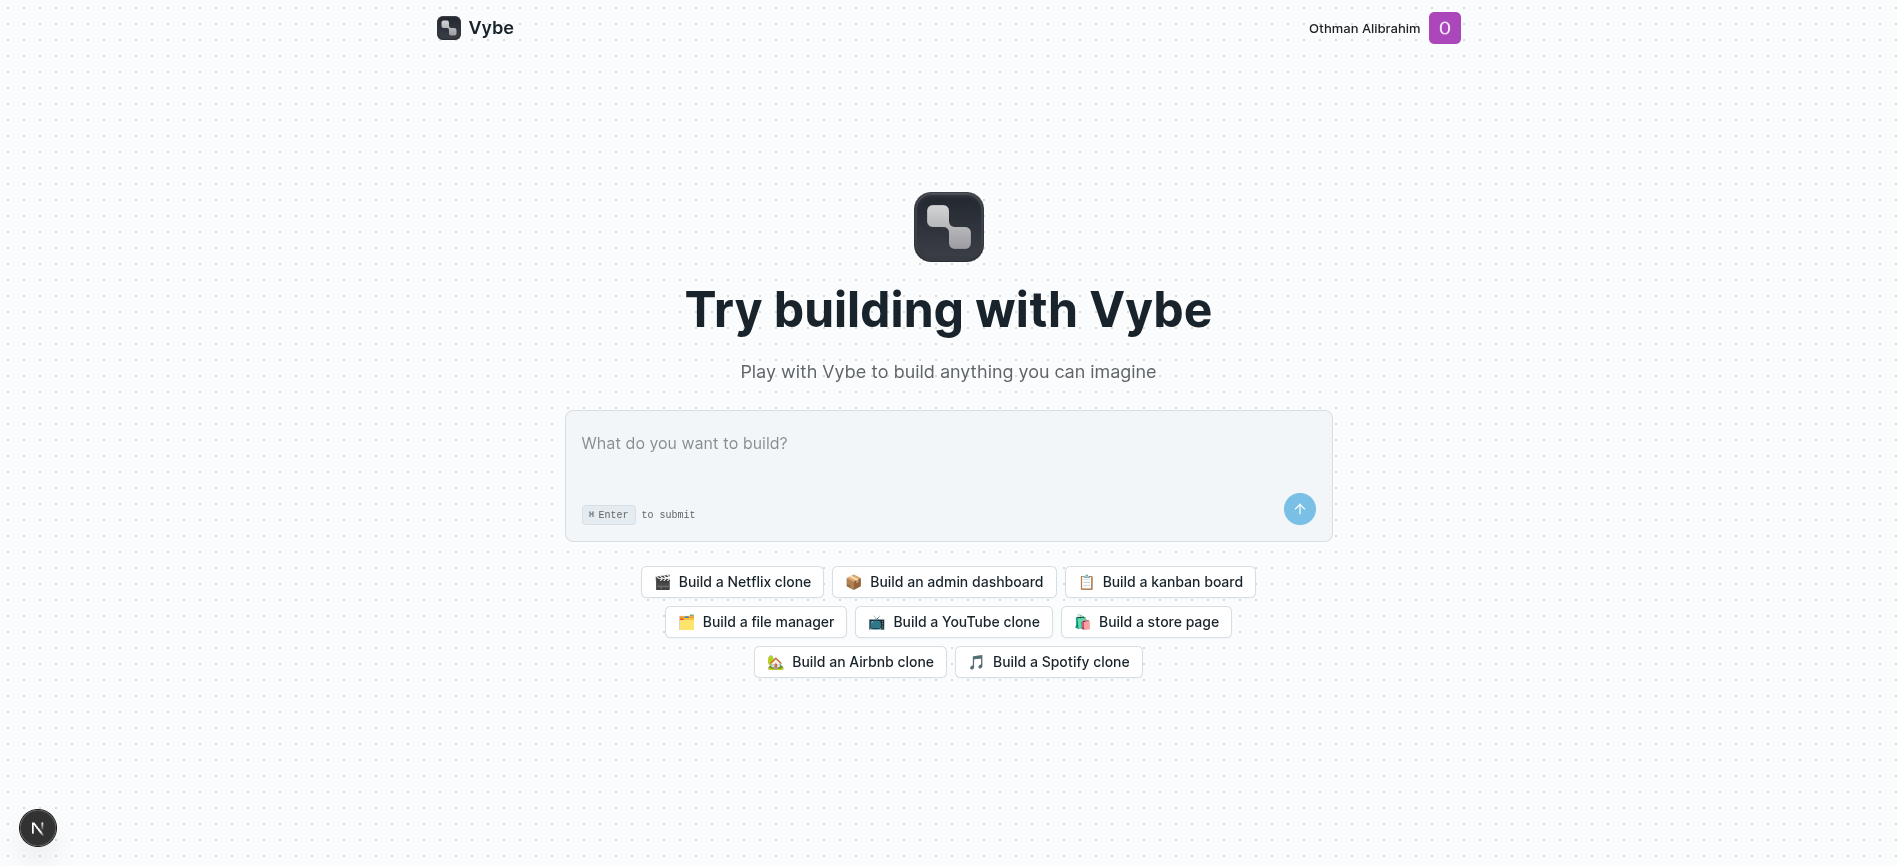 Vybe
Othman Alibrahim O
Try building with Vybe
Play with Vybe to build anything you can imagine
What do you want to build?
⌘ Enter to submit
Build a Netflix clone
Build an admin dashboard
Build a kanban board
Build a file manager
Build a YouTube clone
Build a store page
Build an Airbnb clone
Build a Spotify clone
N